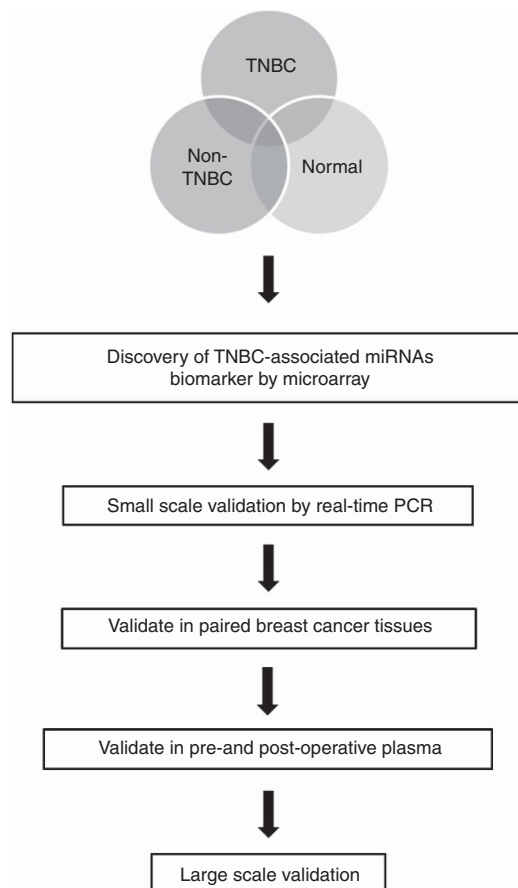 TNBC
Non-
TNBC
Normal
Discovery of TNBC-associated miRNAs
biomarker by microarray
Small scale validation by real-time PCR
Validate in paired breast cancer tissues
Validate in pre-and post-operative plasma
Large scale validation